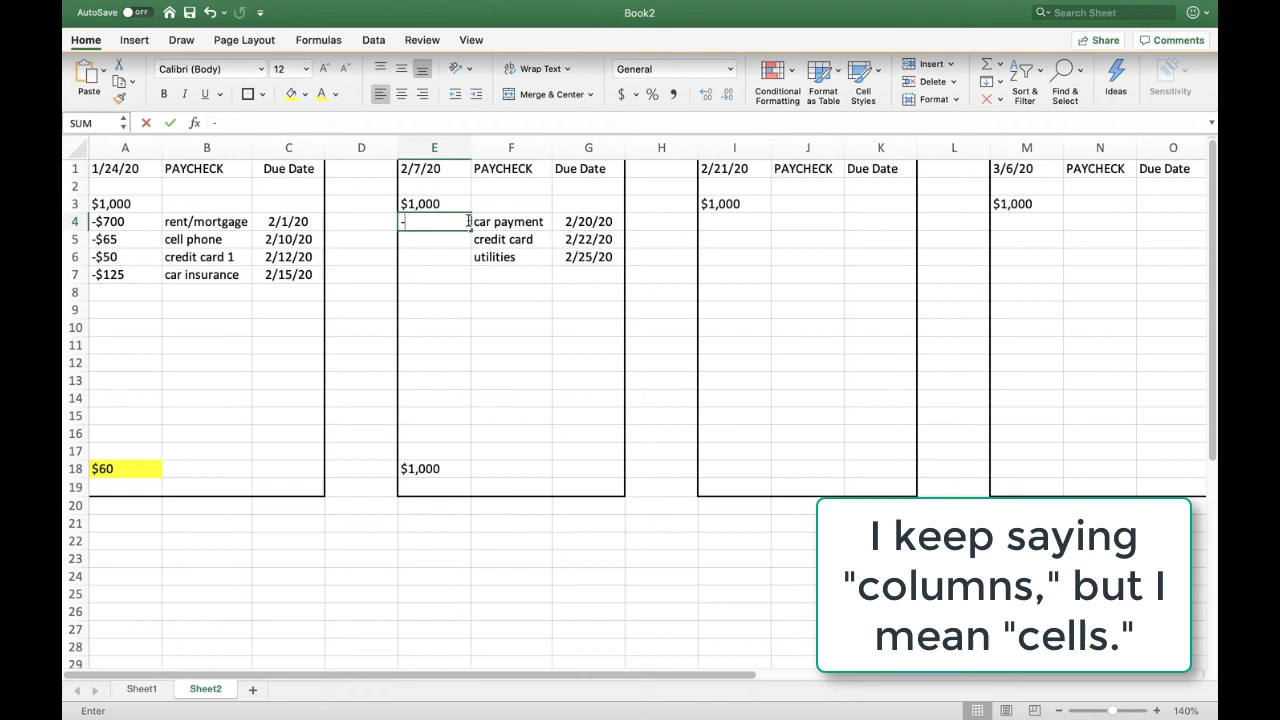 AutoSave OFF
Book2
Search Sheet
Home Insert Draw Page Layout Formulas Data Review View Share Comments
Paste
Calibri (Body) 12
Wrap Text
General
Merge & Center
B I U
$ %
Conditional Formatting
Format as Table
Cell Styles
Insert
Delete
Format
Sort & Filter
Find & Select
Ideas
Sensitivity
SUM fx -
A B C D E F G H I J K L M N O
1 1/24/20 PAYCHECK Due Date 2/7/20 PAYCHECK Due Date 2/21/20 PAYCHECK Due Date 3/6/20 PAYCHECK Due Date
2
3 $1,000 $1,000 $1,000 $1,000
4 -$700 rent/mortgage 2/1/20 - car payment 2/20/20
5 -$65 cell phone 2/10/20 credit card 2/22/20
6 -$50 credit card 1 2/12/20 utilities 2/25/20
7 -$125 car insurance 2/15/20
8
9
10
11
12
13
14
15
16
17
18 $60 $1,000
19
20
21
22
23
24
25
26
27
28
29
I keep saying
"columns," but I
mean "cells."
Sheet1 Sheet2 +
Enter
140%